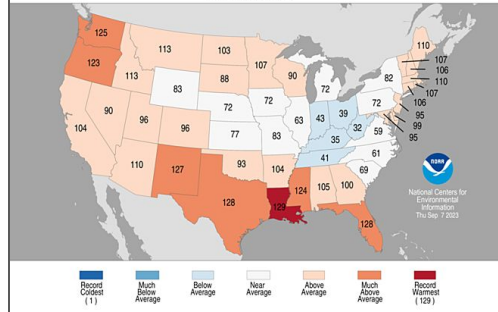 125
113
103
107
110
123
113
88
90
107
106
110
107
106
95
99
95
83
72
82
72
72
90
96
96
77
83
63
43
39
32
35
59
72
104
110
127
93
104
41
61
69
128
129
124
105
100
128
NOAA
National Centers for
Environmental
Information
Thu Sep 7 2023
Record
Coldest
(1)
Much
Below
Average
Below
Average
Near
Average
Above
Average
Much
Above
Average
Record
Warmest
(129)